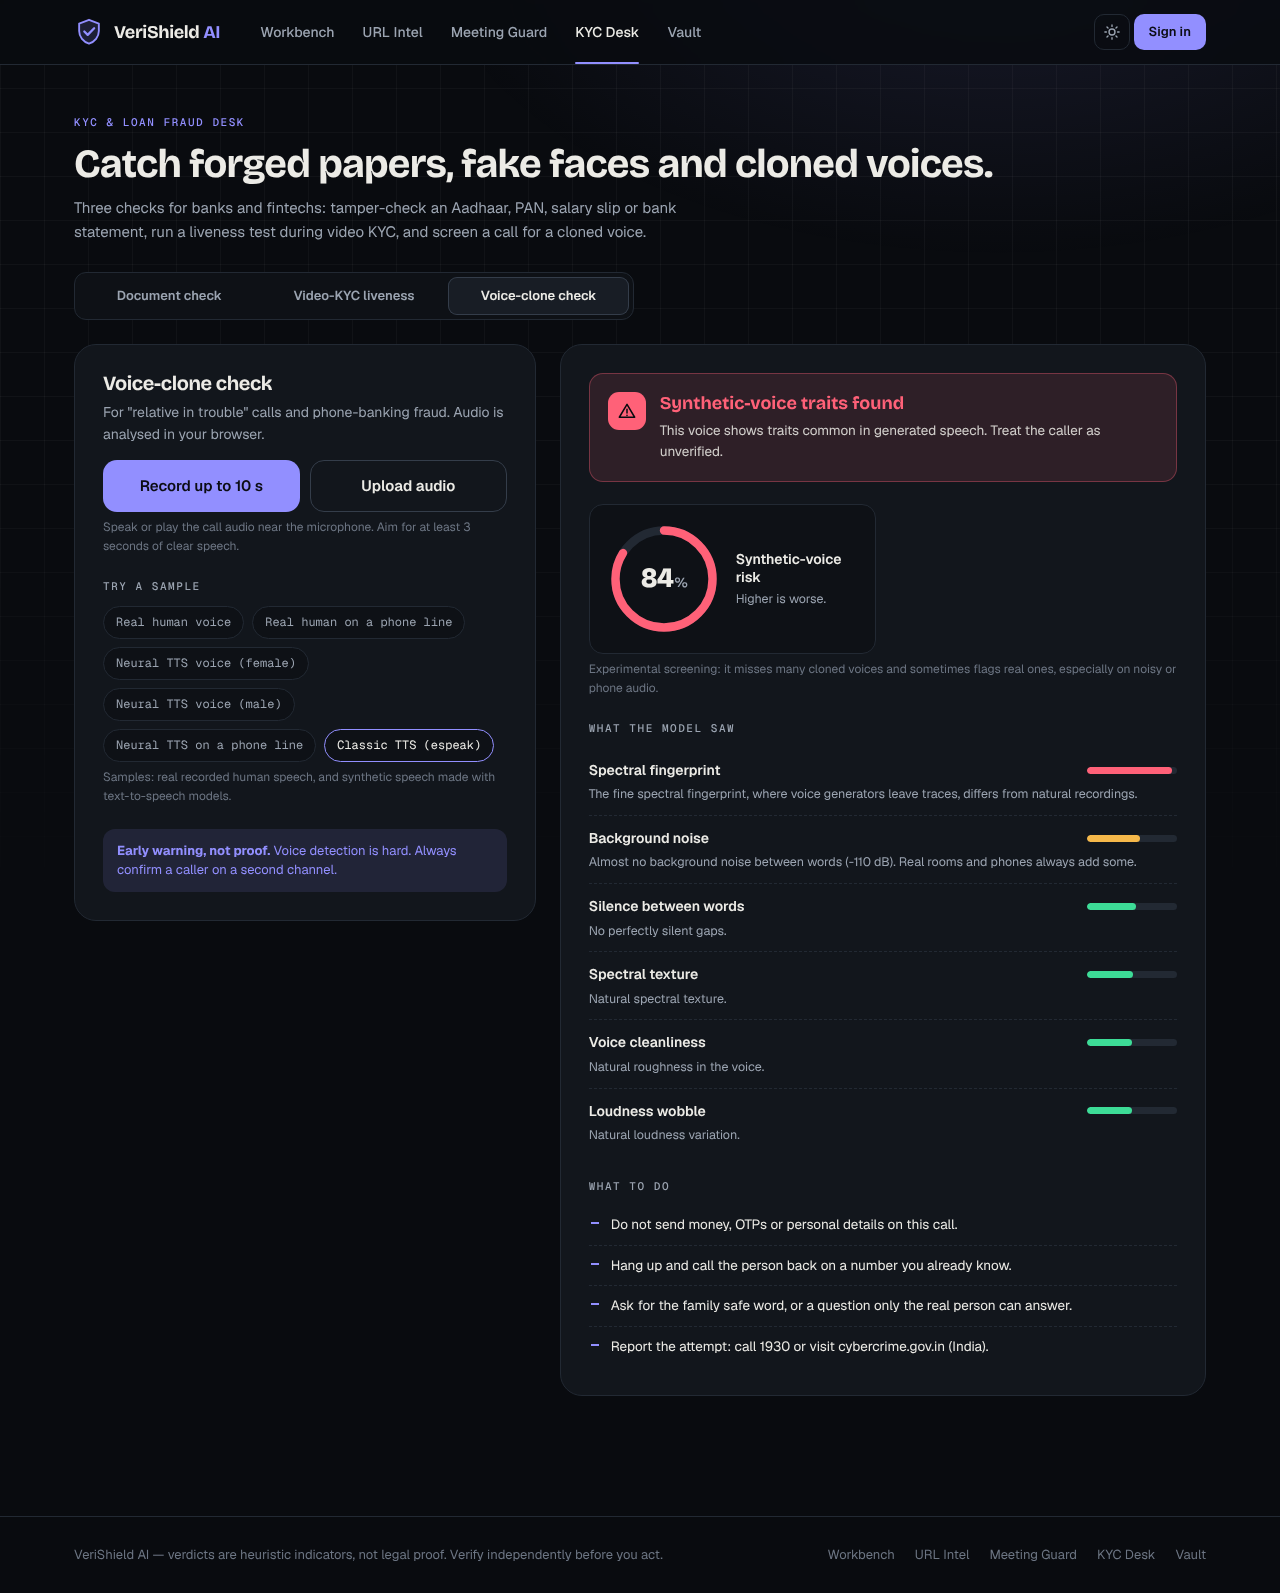 VeriShield AI
Workbench
URL Intel
Meeting Guard
KYC Desk
Vault
Sign in
KYC & LOAN FRAUD DESK
Catch forged papers, fake faces and cloned voices.
Three checks for banks and fintechs: tamper-check an Aadhaar, PAN, salary slip or bank
statement, run a liveness test during video KYC, and screen a call for a cloned voice.
Document check
Video-KYC liveness
Voice-clone check
Voice-clone check
For "relative in trouble" calls and phone-banking fraud. Audio is
analysed in your browser.
Record up to 10 s
Upload audio
Speak or play the call audio near the microphone. Aim for at least 3
seconds of clear speech.
TRY A SAMPLE
Real human voice
Real human on a phone line
Neural TTS voice (female)
Neural TTS voice (male)
Neural TTS on a phone line
Classic TTS (espeak)
Samples: real recorded human speech, and synthetic speech made with
text-to-speech models.
Early warning, not proof. Voice detection is hard. Always
confirm a caller on a second channel.
Synthetic-voice traits found
This voice shows traits common in generated speech. Treat the caller as
unverified.
84%
Synthetic-voice
risk
Higher is worse.
Experimental screening: it misses many cloned voices and sometimes flags real ones, especially on noisy or
phone audio.
WHAT THE MODEL SAW
Spectral fingerprint
The fine spectral fingerprint, where voice generators leave traces, differs from natural recordings.
Background noise
Almost no background noise between words (-110 dB). Real rooms and phones always add some.
Silence between words
No perfectly silent gaps.
Spectral texture
Natural spectral texture.
Voice cleanliness
Natural roughness in the voice.
Loudness wobble
Natural loudness variation.
WHAT TO DO
Do not send money, OTPs or personal details on this call.
Hang up and call the person back on a number you already know.
Ask for the family safe word, or a question only the real person can answer.
Report the attempt: call 1930 or visit cybercrime.gov.in (India).
VeriShield AI — verdicts are heuristic indicators, not legal proof. Verify independently before you act.
Workbench
URL Intel
Meeting Guard
KYC Desk
Vault